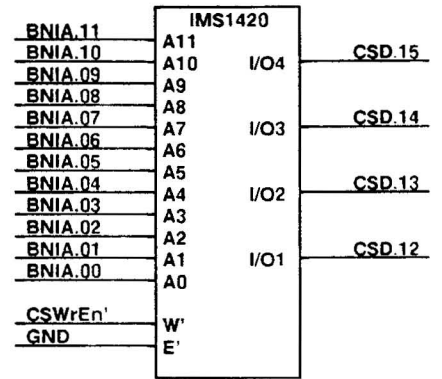 IMS1420
BNIA.11 A11
BNIA.10 A10 I/O4 CSD.15
BNIA.09 A9
BNIA.08 A8
BNIA.07 A7 I/O3 CSD.14
BNIA.06 A6
BNIA.05 A5
BNIA.04 A4 I/O2 CSD.13
BNIA.03 A3
BNIA.02 A2
BNIA.01 A1 I/O1 CSD.12
BNIA.00 A0
CSWrEn' W'
GND E'